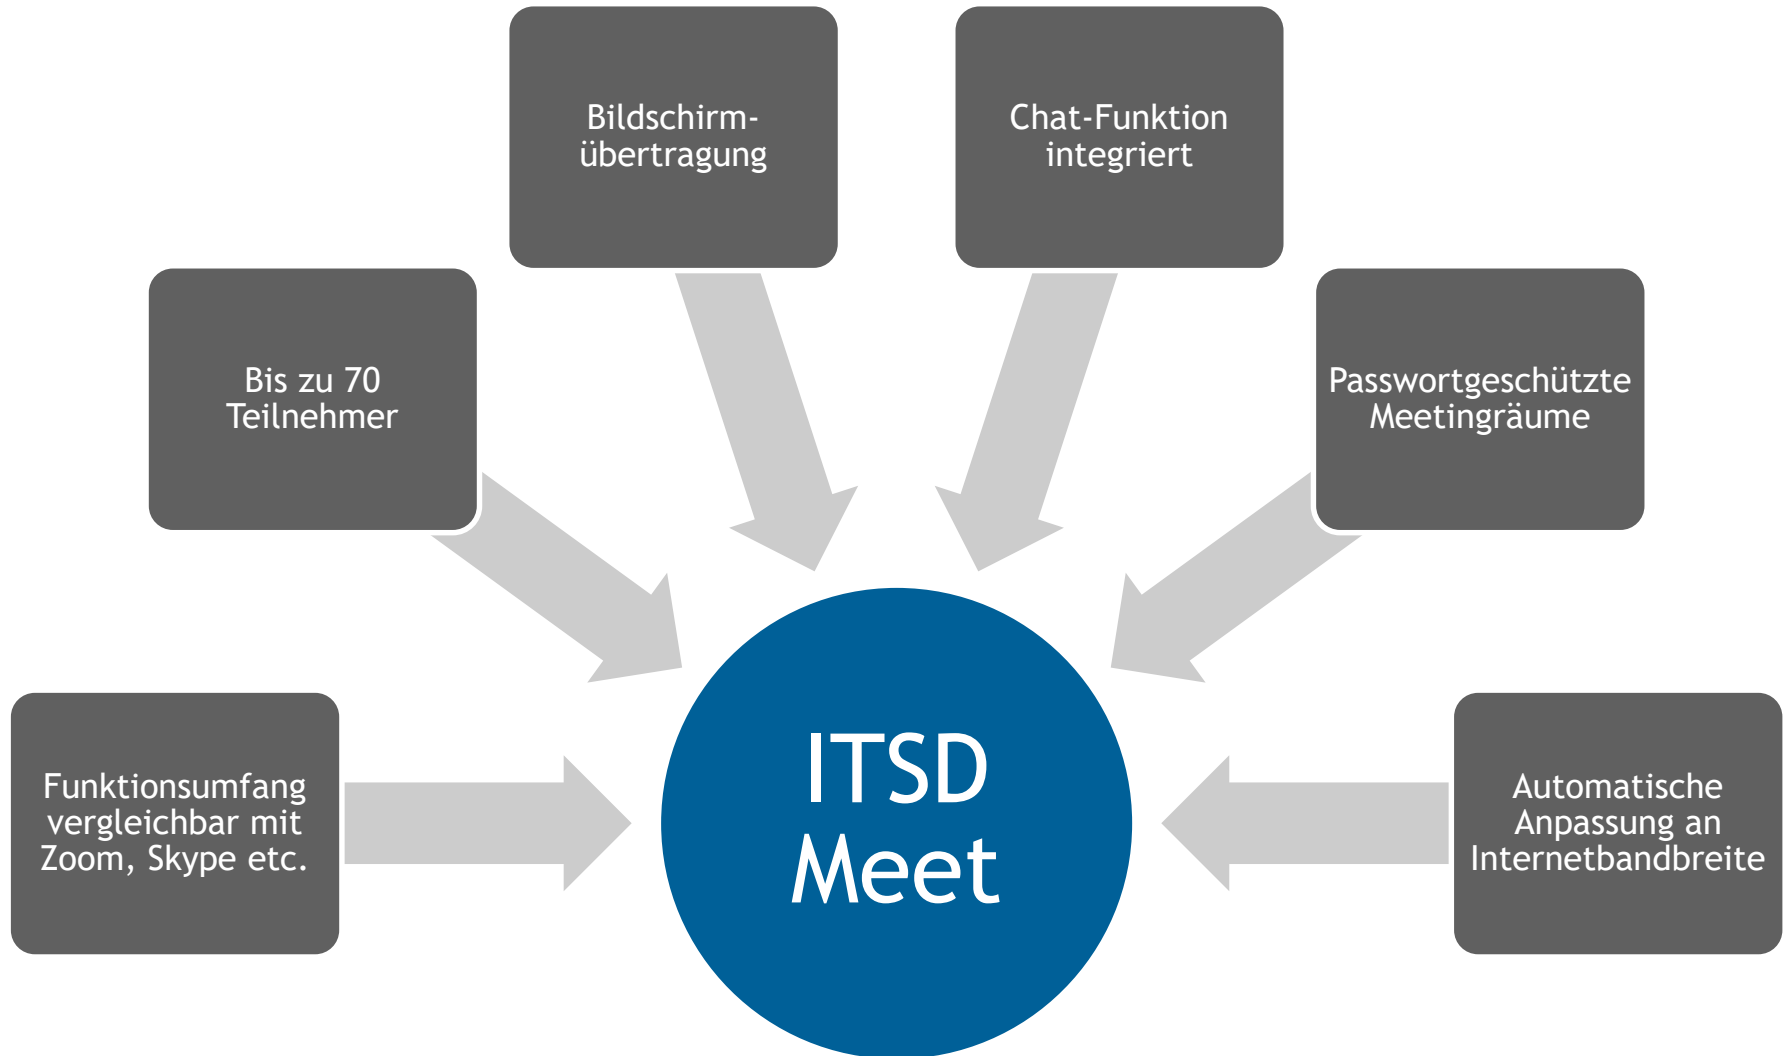 Bildschirm-
übertragung
Chat-Funktion
integriert
Bis zu 70
Teilnehmer
Passwortgeschützte
Meetingräume
Funktionsumfang
vergleichbar mit
Zoom, Skype etc.
ITSD
Meet
Automatische
Anpassung an
Internetbandbreite